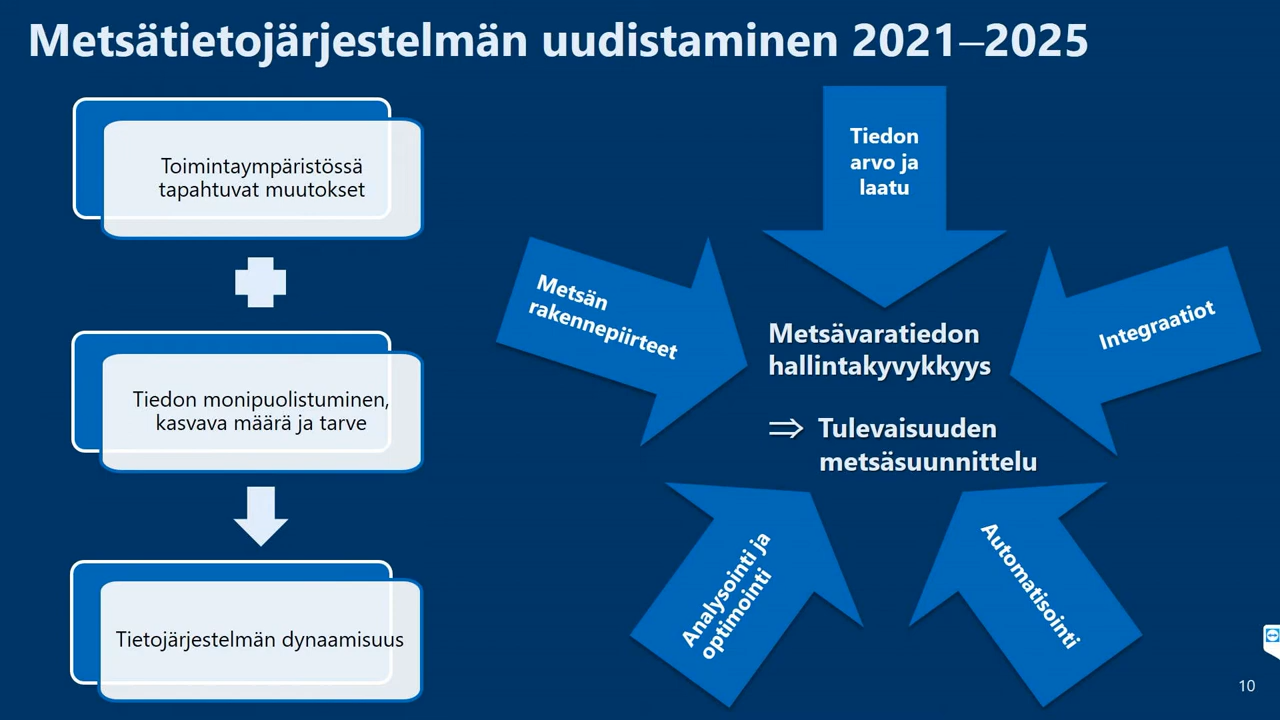 Metsätietojärjestelmän uudistaminen 2021–2025
Toimintaympäristössä
tapahtuvat muutokset
Tiedon monipuolistuminen,
kasvava määrä ja tarve
Tietojärjestelmän dynaamisuus
Tiedon
arvo ja
laatu
Metsän
rakennepiirteet
Integraatiot
Metsävaratiedon
hallintakyvykkyys
⇒ Tulevaisuuden
metsäsuunnittelu
Analysointi ja
optimointi
Automatisointi
10